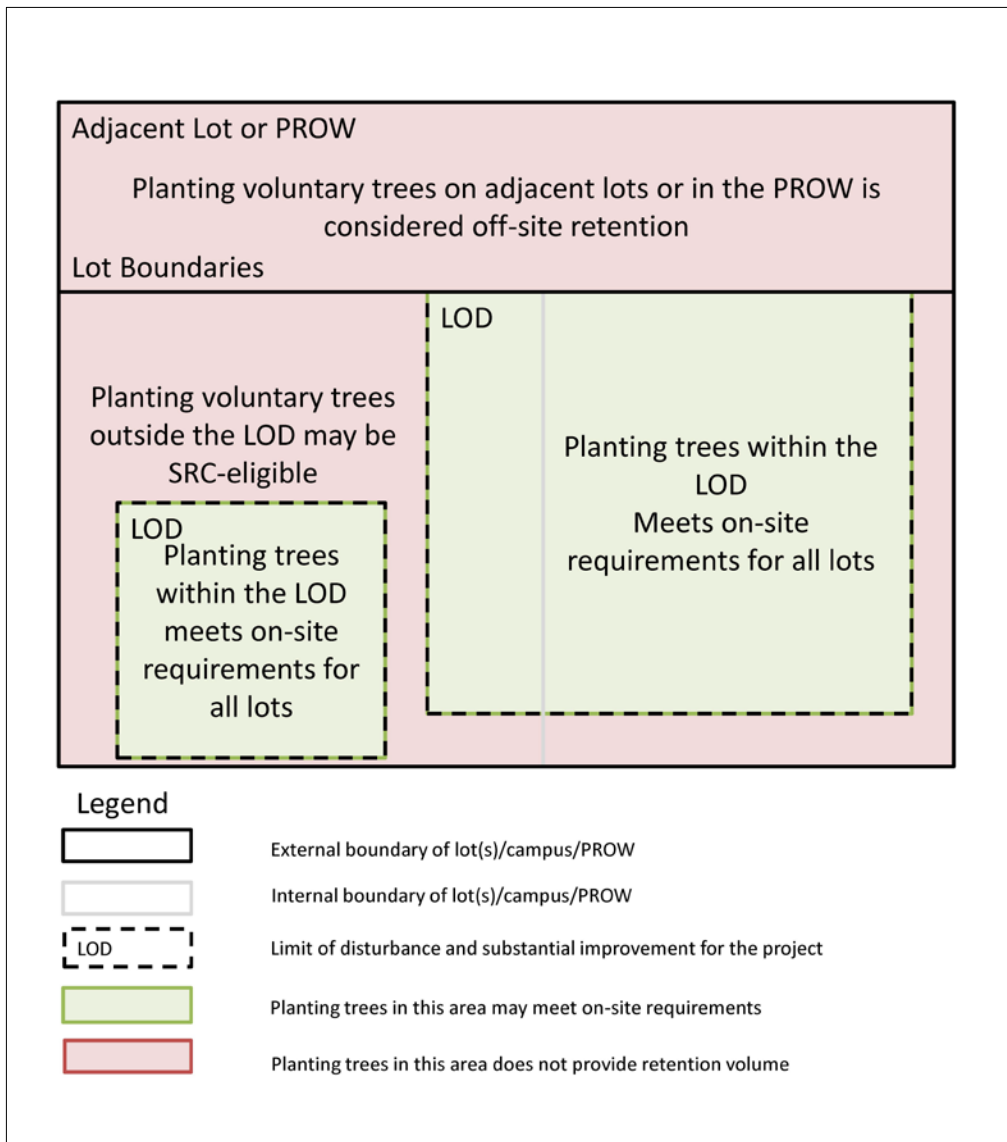 Adjacent Lot or PROW
Planting voluntary trees on adjacent lots or in the PROW is
considered off-site retention
Lot Boundaries
LOD
Planting voluntary trees
outside the LOD may be
SRC-eligible
Planting trees within the
LOD
Meets on-site
requirements for all lots
LOD
Planting trees
within the LOD
meets on-site
requirements for
all lots
Legend
External boundary of lot(s)/campus/PROW
Internal boundary of lot(s)/campus/PROW
LOD
Limit of disturbance and substantial improvement for the project
Planting trees in this area may meet on-site requirements
Planting trees in this area does not provide retention volume